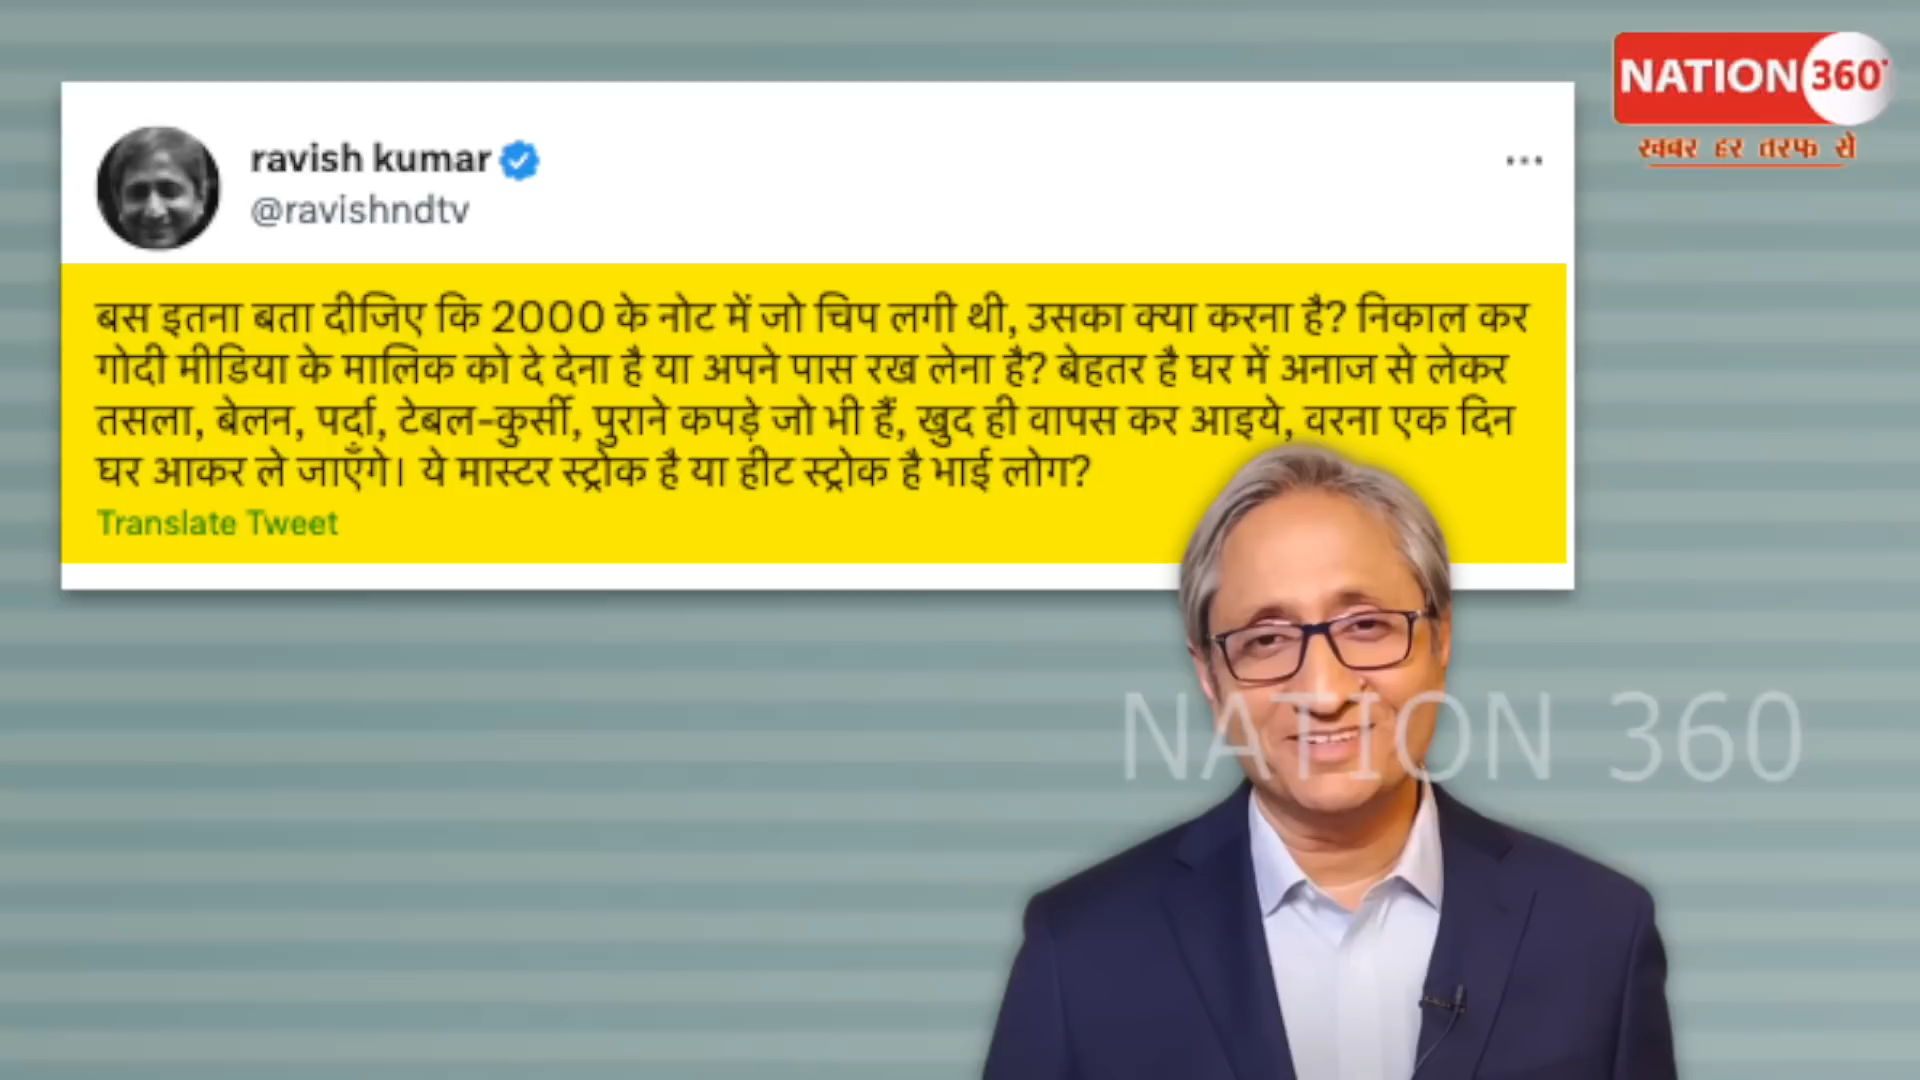 NATION 360
खबर हर तरफ से
ravish kumar
@ravishndtv
बस इतना बता दीजिए कि 2000 के नोट में जो चिप लगी थी, उसका क्या करना है? निकाल कर
गोदी मीडिया के मालिक को दे देना है या अपने पास रख लेना है? बेहतर है घर में अनाज से लेकर
तसला, बेलन, पर्दा, टेबल-कुर्सी, पुराने कपड़े जो भी हैं, खुद ही वापस कर आइये, वरना एक दिन
घर आकर ले जाएँगे। ये मास्टर स्ट्रोक है या हीट स्ट्रोक है भाई लोग?
Translate Tweet
NATION 360